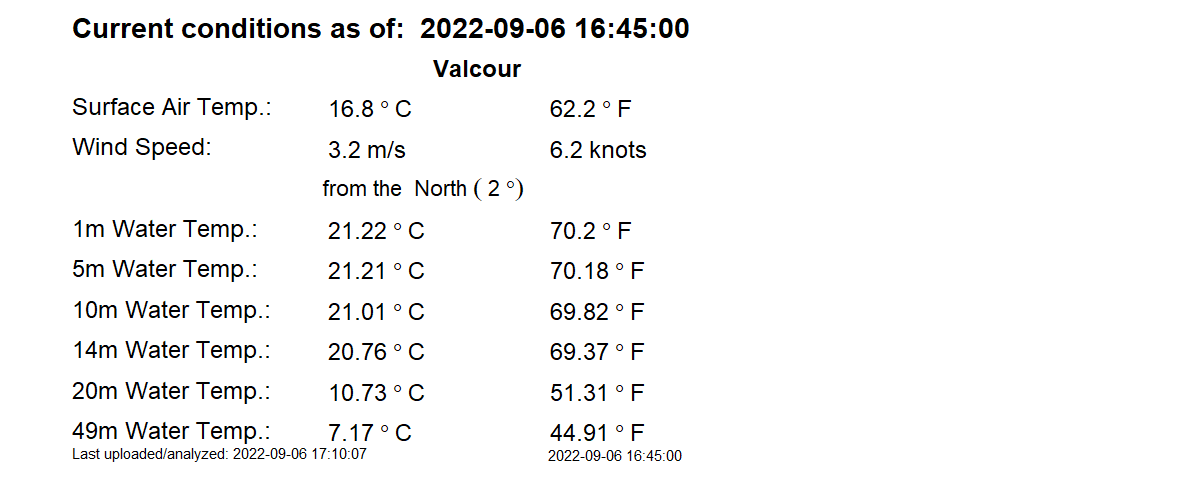 Current conditions as of: 2022-09-06 16:45:00
Valcour
Surface Air Temp.: 16.8 ° C 62.2 ° F
Wind Speed: 3.2 m/s 6.2 knots
from the North ( 2 °)
1m Water Temp.: 21.22 ° C 70.2 ° F
5m Water Temp.: 21.21 ° C 70.18 ° F
10m Water Temp.: 21.01 ° C 69.82 ° F
14m Water Temp.: 20.76 ° C 69.37 ° F
20m Water Temp.: 10.73 ° C 51.31 ° F
49m Water Temp.: 7.17 ° C 44.91 ° F
Last uploaded/analyzed: 2022-09-06 17:10:07 2022-09-06 16:45:00